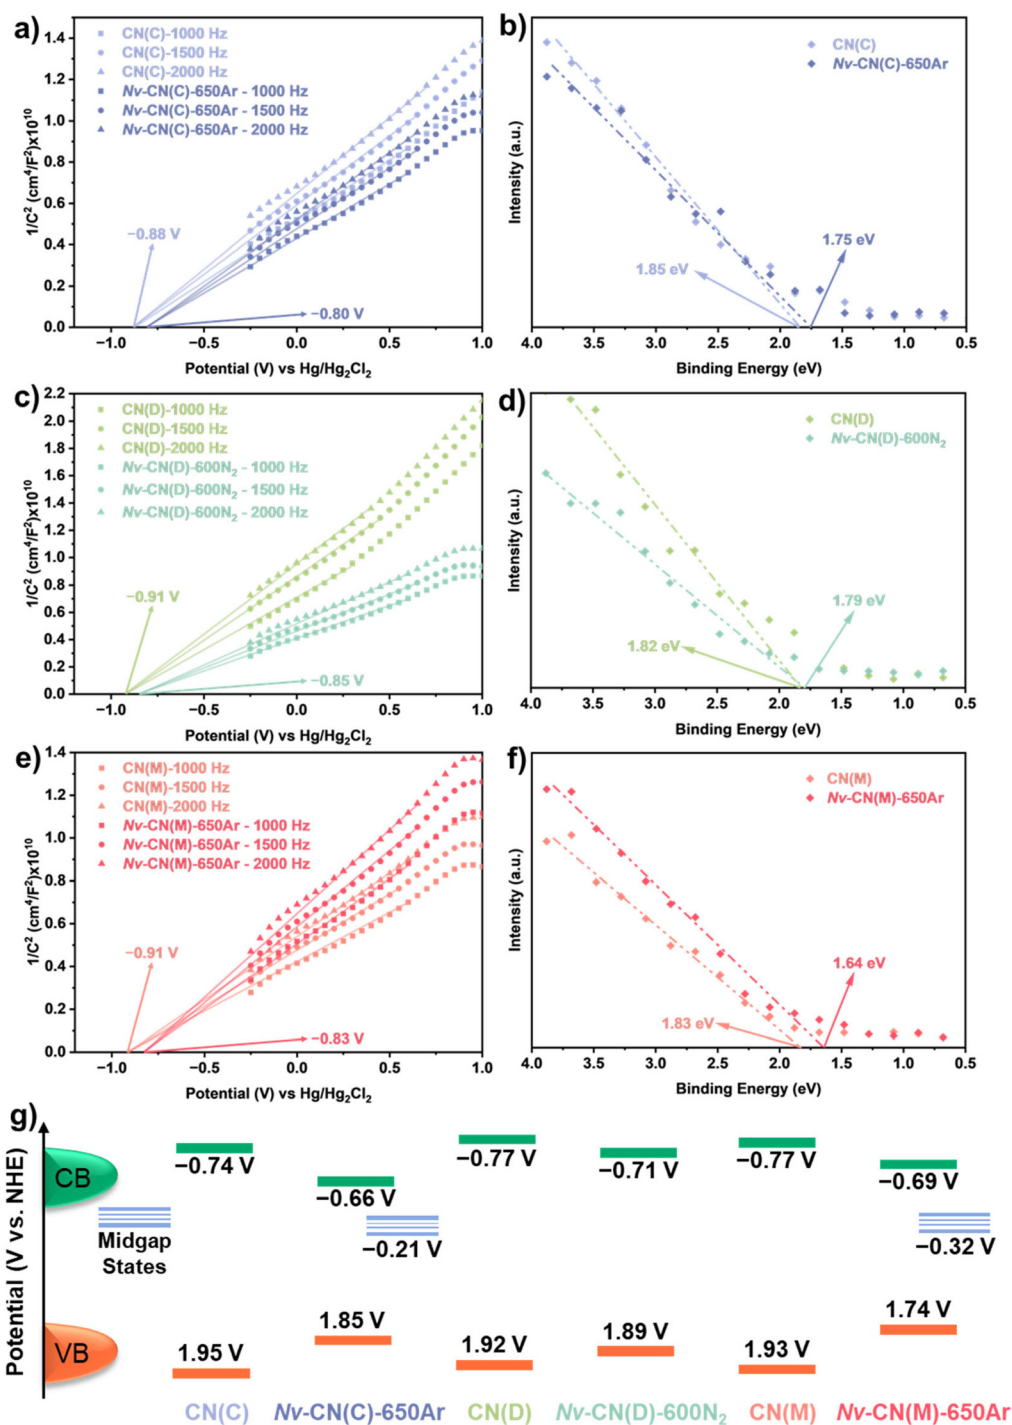 a)
CN(C)-1000 Hz
CN(C)-1500 Hz
CN(C)-2000 Hz
Nv-CN(C)-650Ar - 1000 Hz
Nv-CN(C)-650Ar - 1500 Hz
Nv-CN(C)-650Ar - 2000 Hz
1/C² (cm⁴/F²)x10¹⁰
1.4
1.2
1.0
0.8
0.6
0.4
0.2
0.0
−0.88 V
−0.80 V
−1.0 −0.5 0.0 0.5 1.0
Potential (V) vs Hg/Hg₂Cl₂
b)
CN(C)
Nv-CN(C)-650Ar
Intensity (a.u.)
1.75 eV
1.85 eV
4.0 3.5 3.0 2.5 2.0 1.5 1.0 0.5
Binding Energy (eV)
c)
CN(D)-1000 Hz
CN(D)-1500 Hz
CN(D)-2000 Hz
Nv-CN(D)-600N₂ - 1000 Hz
Nv-CN(D)-600N₂ - 1500 Hz
Nv-CN(D)-600N₂ - 2000 Hz
1/C² (cm⁴/F²)x10¹⁰
2.2
2.0
1.8
1.6
1.4
1.2
1.0
0.8
0.6
0.4
0.2
0.0
−0.91 V
−0.85 V
−1.0 −0.5 0.0 0.5 1.0
Potential (V) vs Hg/Hg₂Cl₂
d)
CN(D)
Nv-CN(D)-600N₂
Intensity (a.u.)
1.79 eV
1.82 eV
4.0 3.5 3.0 2.5 2.0 1.5 1.0 0.5
Binding Energy (eV)
e)
CN(M)-1000 Hz
CN(M)-1500 Hz
CN(M)-2000 Hz
Nv-CN(M)-650Ar - 1000 Hz
Nv-CN(M)-650Ar - 1500 Hz
Nv-CN(M)-650Ar - 2000 Hz
1/C² (cm⁴/F²)x10¹⁰
1.4
1.2
1.0
0.8
0.6
0.4
0.2
0.0
−0.91 V
−0.83 V
−1.0 −0.5 0.0 0.5 1.0
Potential (V) vs Hg/Hg₂Cl₂
f)
CN(M)
Nv-CN(M)-650Ar
Intensity (a.u.)
1.64 eV
1.83 eV
4.0 3.5 3.0 2.5 2.0 1.5 1.0 0.5
Binding Energy (eV)
g)
Potential (V vs. NHE)
CB
−0.74 V −0.66 V −0.77 V −0.71 V −0.77 V −0.69 V
Midgap
States
−0.21 V −0.32 V
VB
1.95 V 1.85 V 1.92 V 1.89 V 1.93 V 1.74 V
CN(C) Nv-CN(C)-650Ar CN(D) Nv-CN(D)-600N₂ CN(M) Nv-CN(M)-650Ar